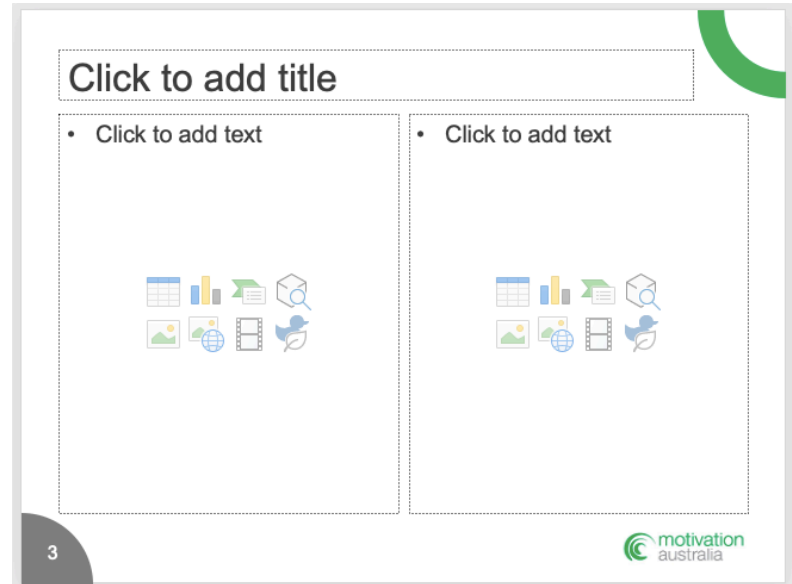 Click to add title
• Click to add text
• Click to add text
3
motivation
australia